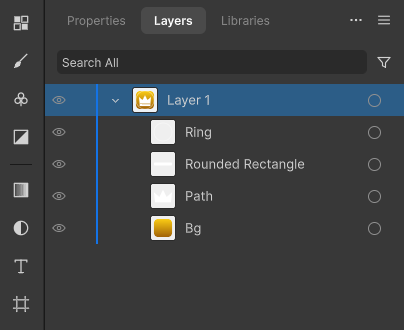 Properties Layers Libraries
Search All
Layer 1
Ring
Rounded Rectangle
Path
Bg